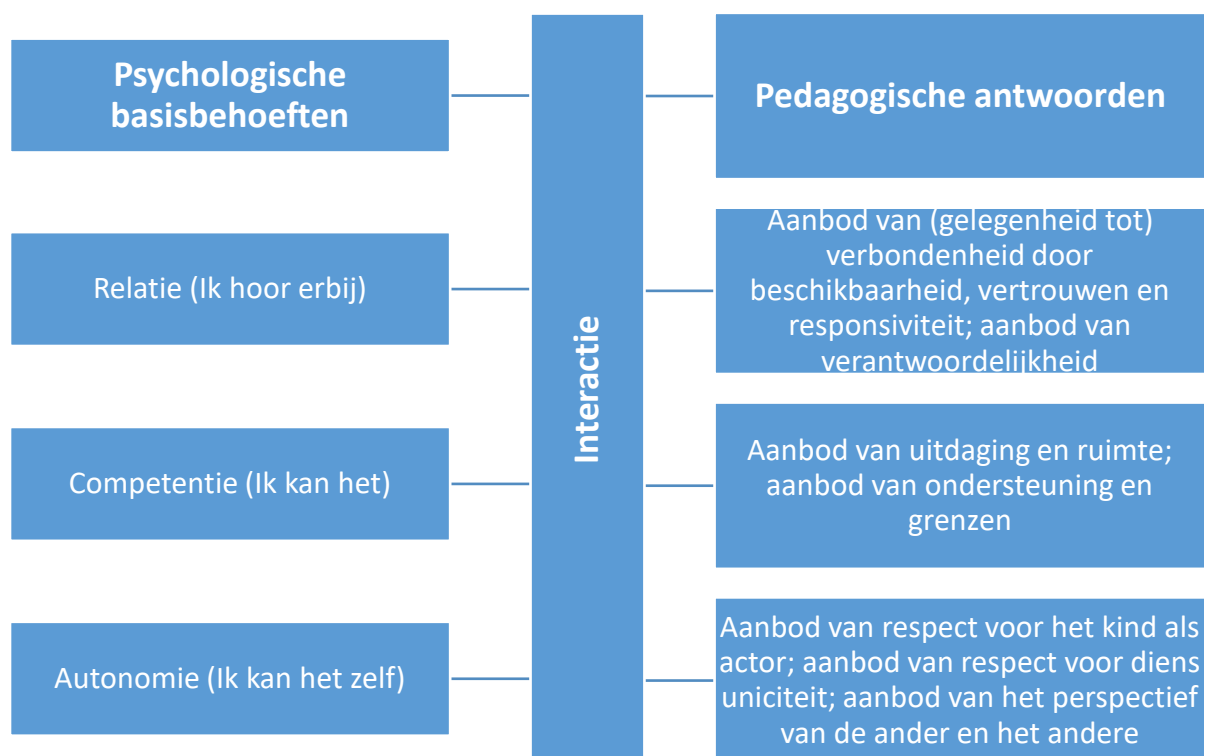 Psychologische
basisbehoeften
Pedagogische antwoorden
Interactie
Relatie (Ik hoor erbij)
Aanbod van (gelegenheid tot)
verbondenheid door
beschikbaarheid, vertrouwen en
responsiviteit; aanbod van
verantwoordelijkheid
Competentie (Ik kan het)
Aanbod van uitdaging en ruimte;
aanbod van ondersteuning en
grenzen
Autonomie (Ik kan het zelf)
Aanbod van respect voor het kind als
actor; aanbod van respect voor diens
uniciteit; aanbod van het perspectief
van de ander en het andere